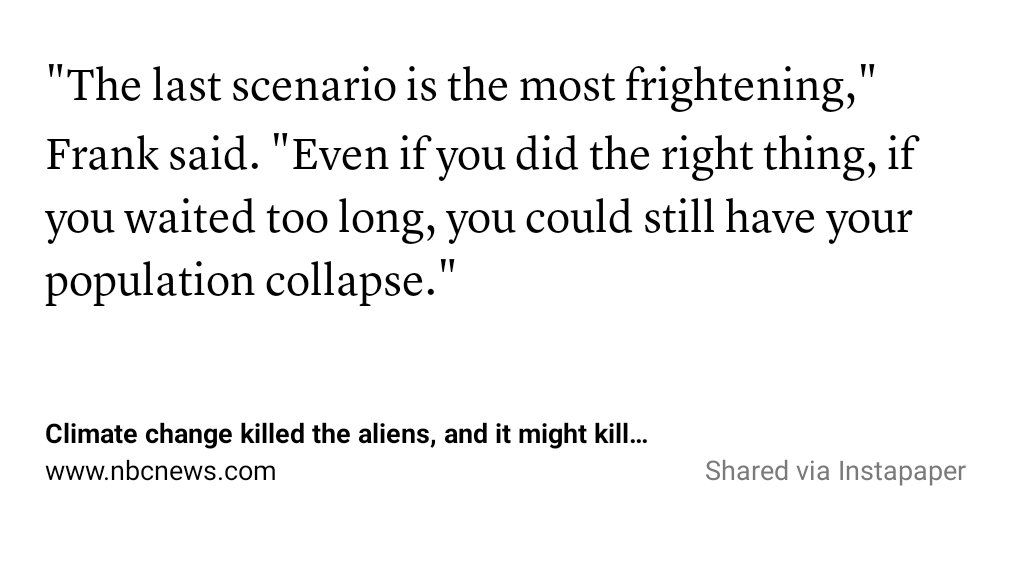 "The last scenario is the most frightening,"
Frank said. "Even if you did the right thing, if
you waited too long, you could still have your
population collapse."
Climate change killed the aliens, and it might kill…
www.nbcnews.com
Shared via Instapaper